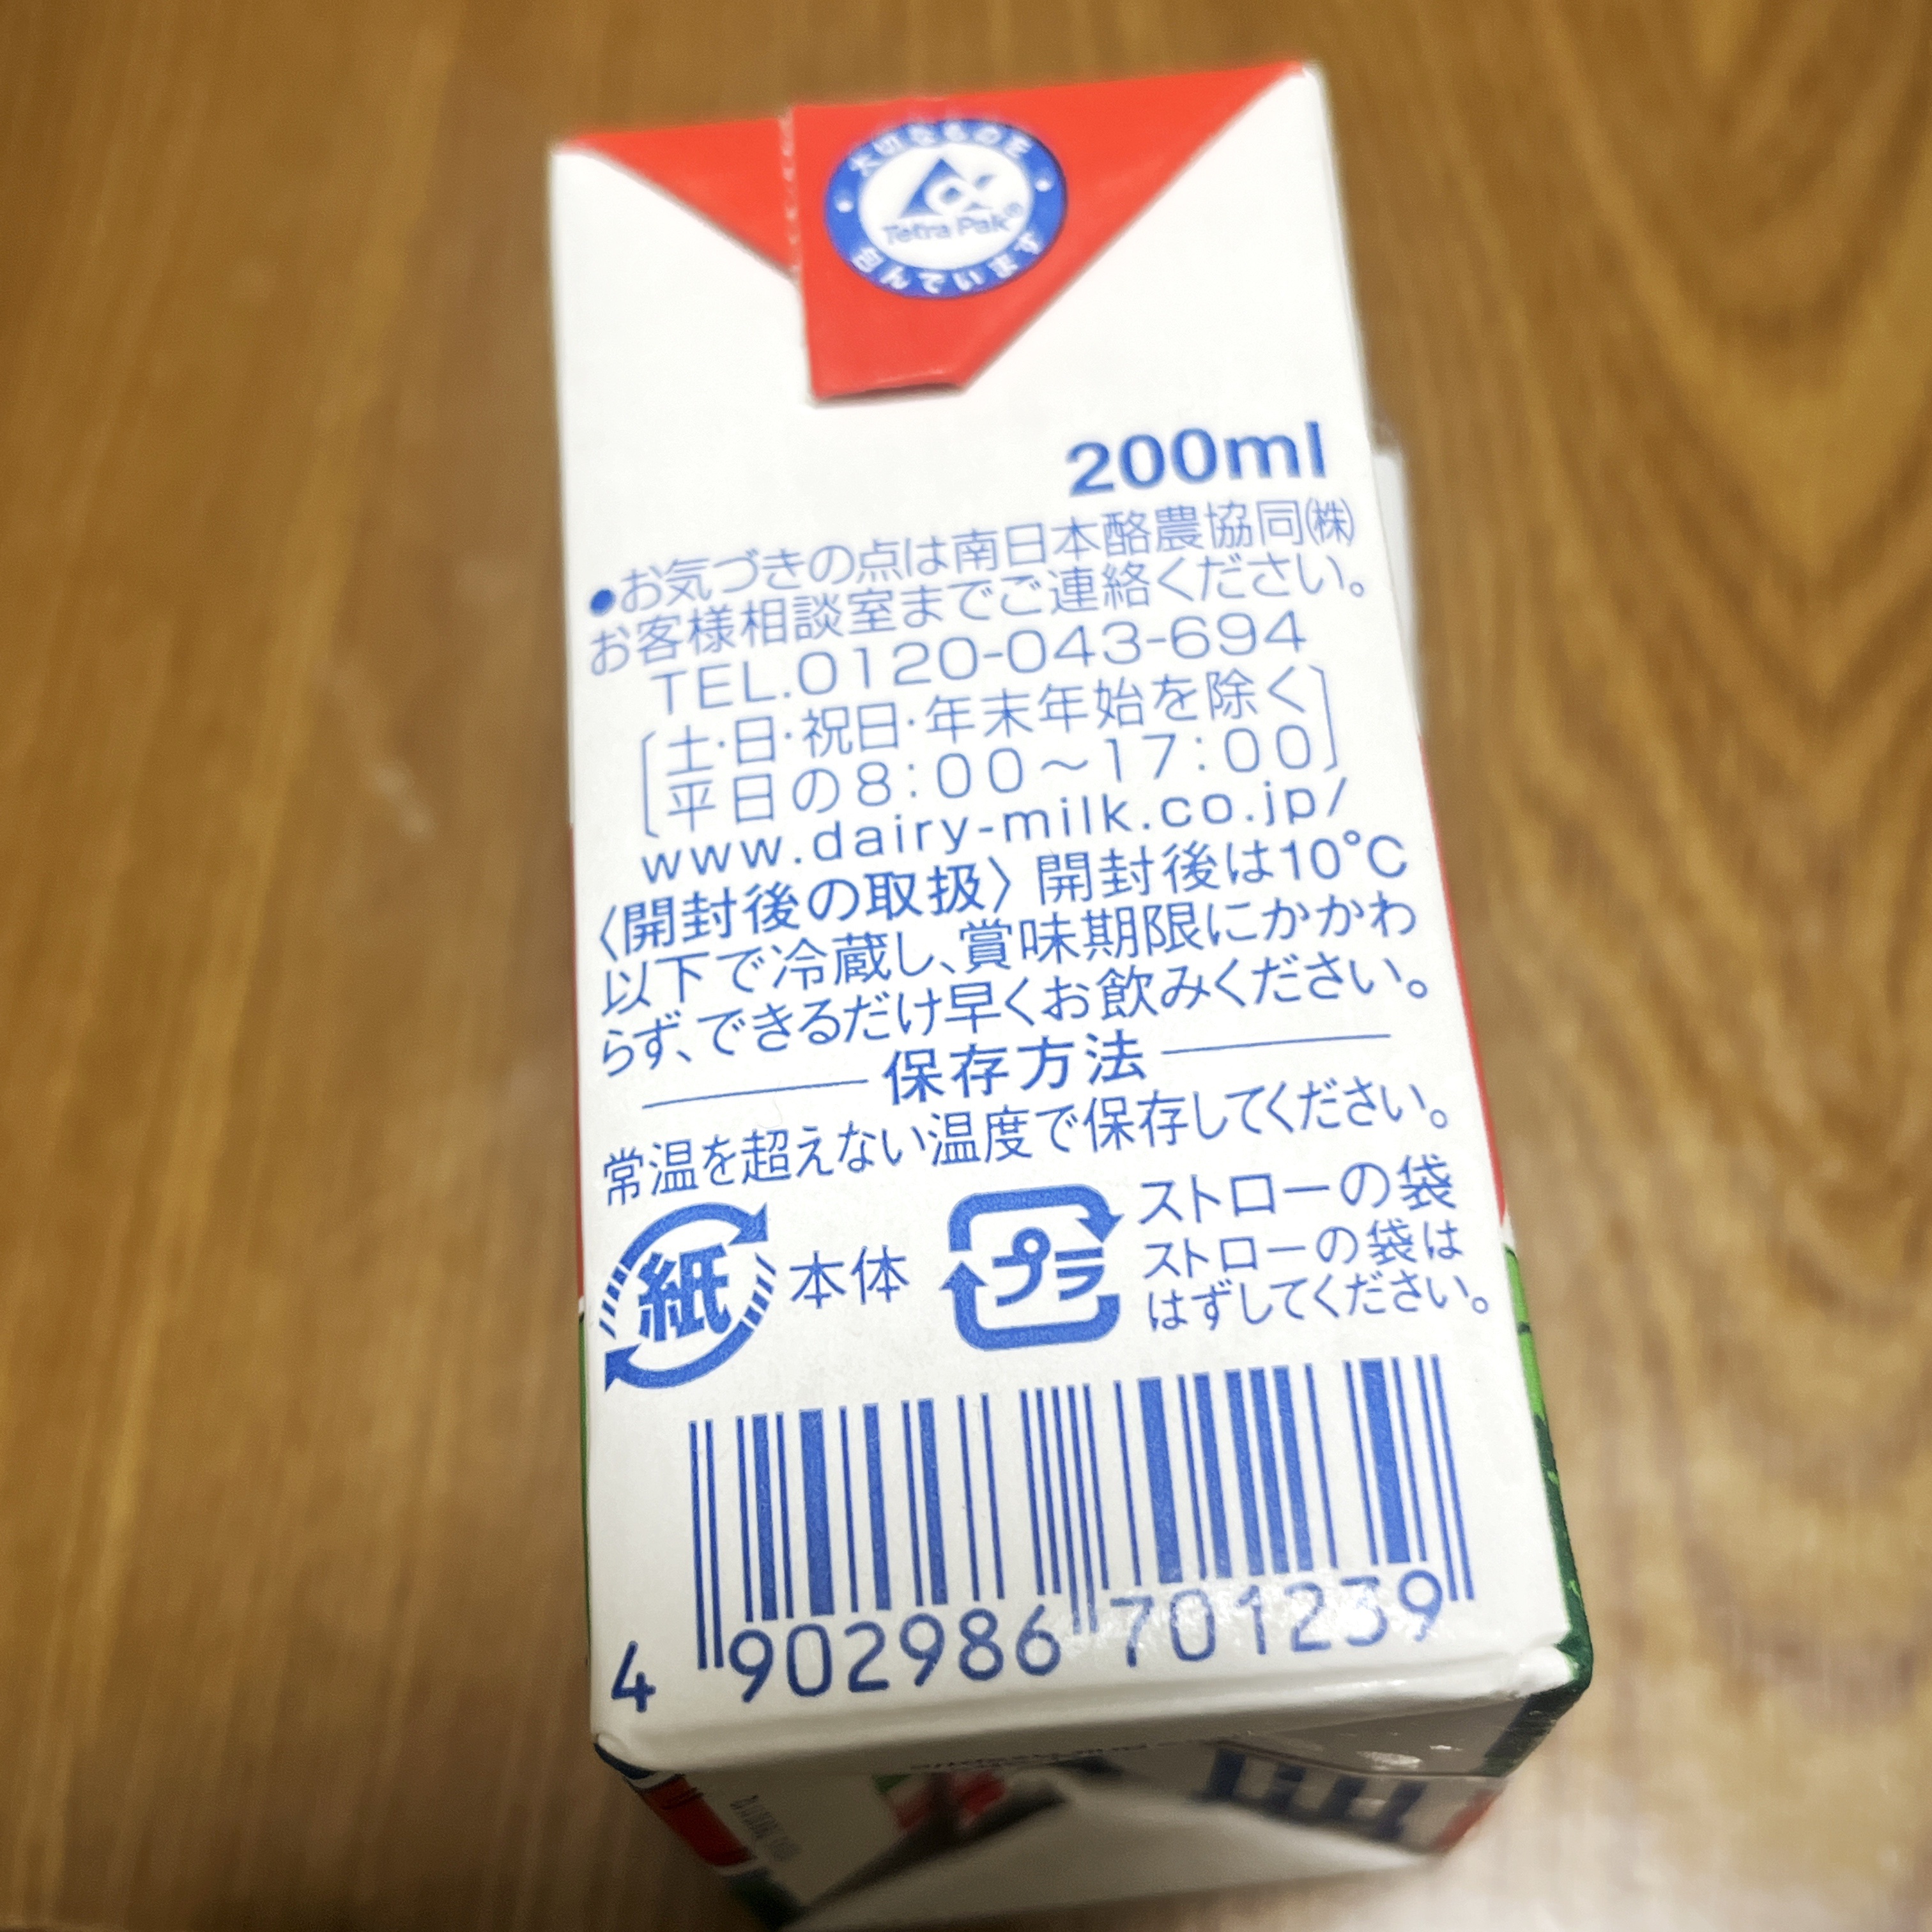 大切なものを
Tetra Pak®
包んでいます
200ml
●お気づきの点は南日本酪農協同㈱
お客様相談室までご連絡ください。
TEL.0120-043-694
土・日・祝日・年末年始を除く
平日の8:00～17:00
www.dairy-milk.co.jp/
〈開封後の取扱〉開封後は10℃
以下で冷蔵し、賞味期限にかかわ
らず、できるだけ早くお飲みください。
保存方法
常温を超えない温度で保存してください。
紙 本体 プラ ストローの袋
ストローの袋は
はずしてください。
4 902986 701239